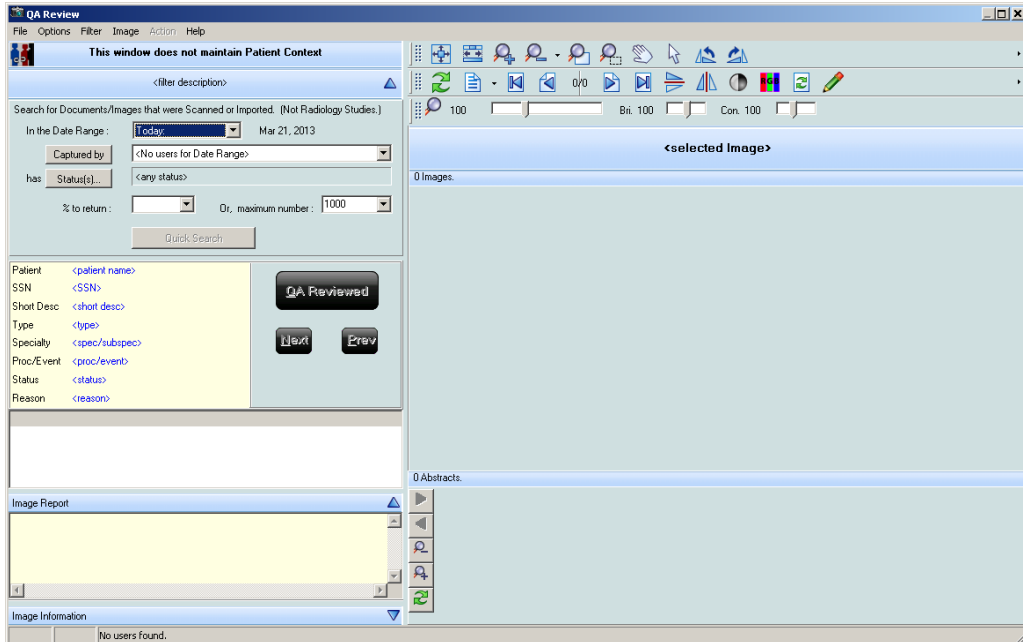 QA Review
File Options Filter Image Action Help
This window does not maintain Patient Context
<filter description>
Search for Documents/Images that were Scanned or Imported. (Not Radiology Studies.)
In the Date Range : Today: Mar 21, 2013
Captured by <No users for Date Range>
has Status(s)... <any status>
% to return : Or, maximum number : 1000
Quick Search
Patient <patient name>
SSN <SSN>
Short Desc <short desc>
Type <type>
Specialty <spec/subspec>
Proc/Event <proc/event>
Status <status>
Reason <reason>
QA Reviewed
Next Prev
Image Report
Image Information
No users found.
0/0
RGB
100 Bri. 100 Con. 100
<selected Image>
0 Images.
0 Abstracts.